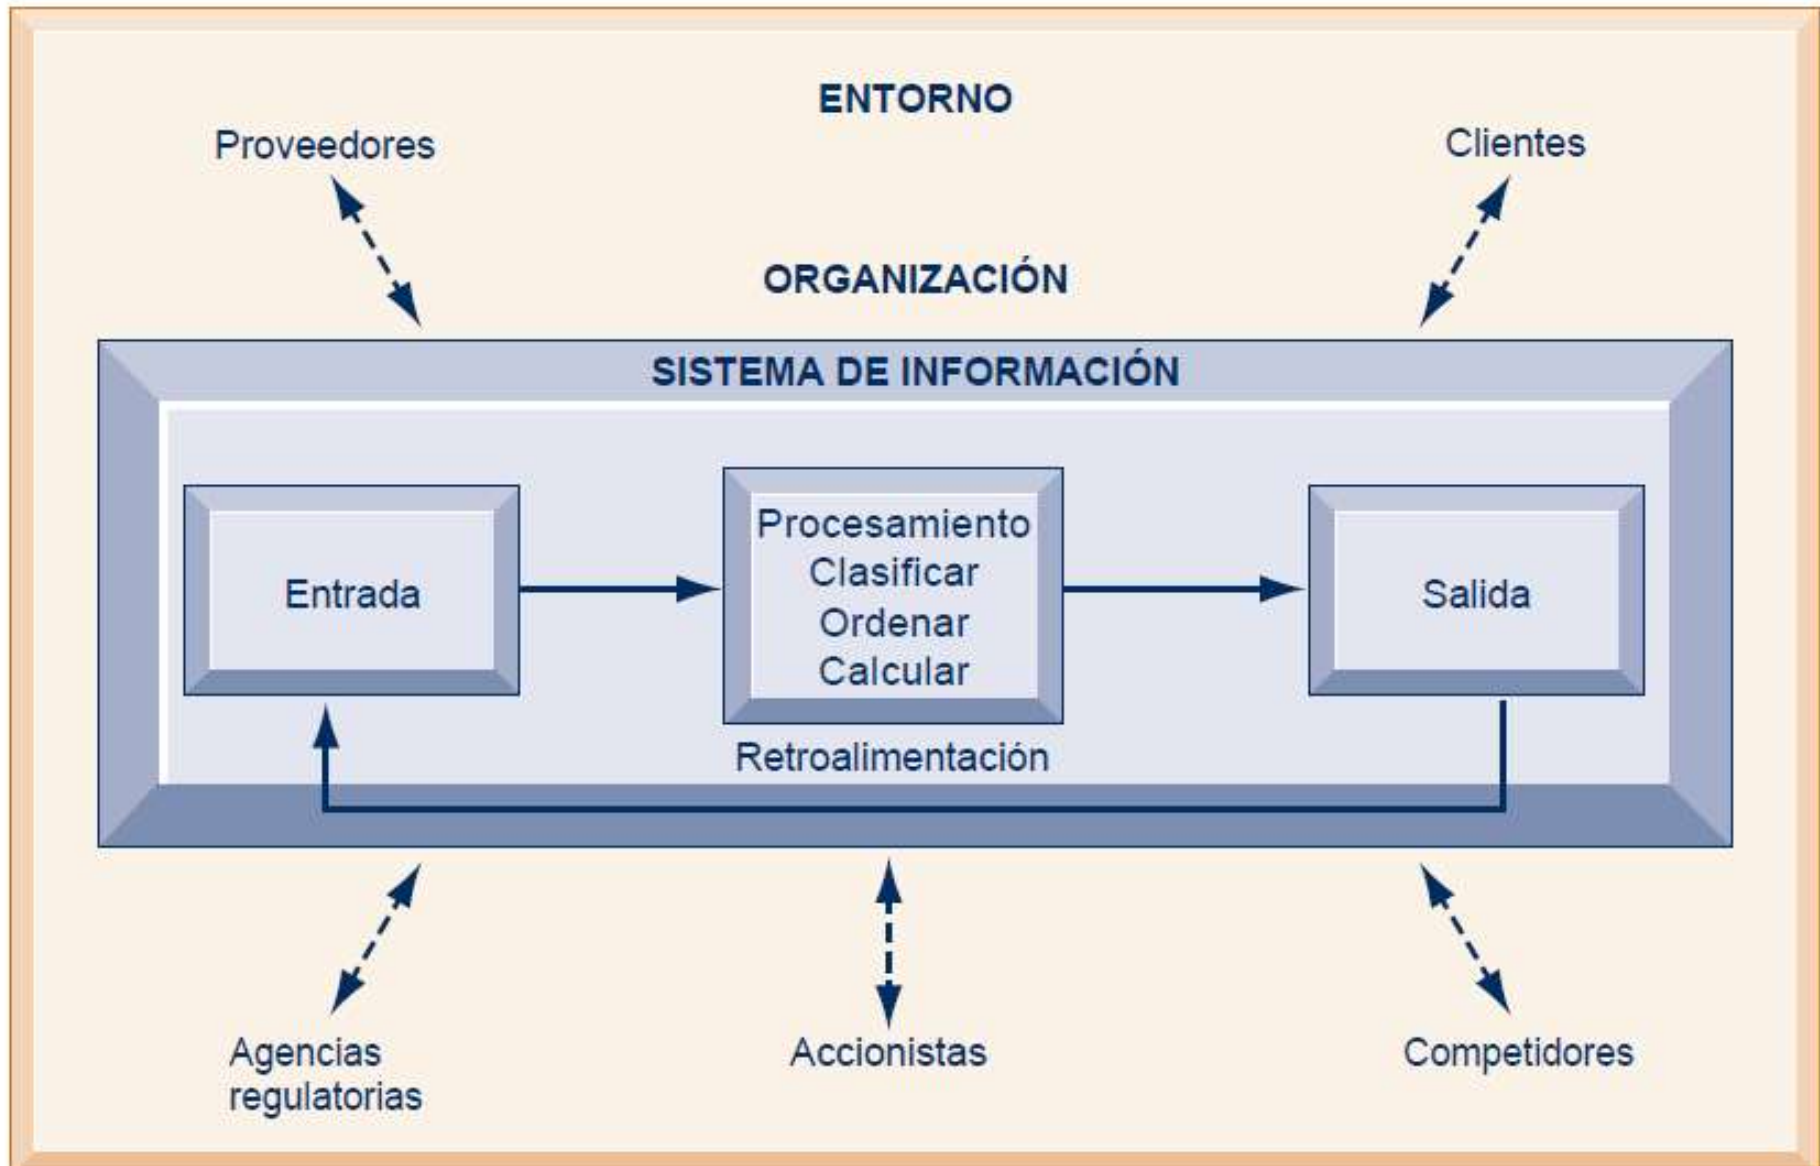 ENTORNO
Proveedores
Clientes
ORGANIZACIÓN
SISTEMA DE INFORMACIÓN
Entrada
Procesamiento
Clasificar
Ordenar
Calcular
Salida
Retroalimentación
Agencias
regulatorias
Accionistas
Competidores